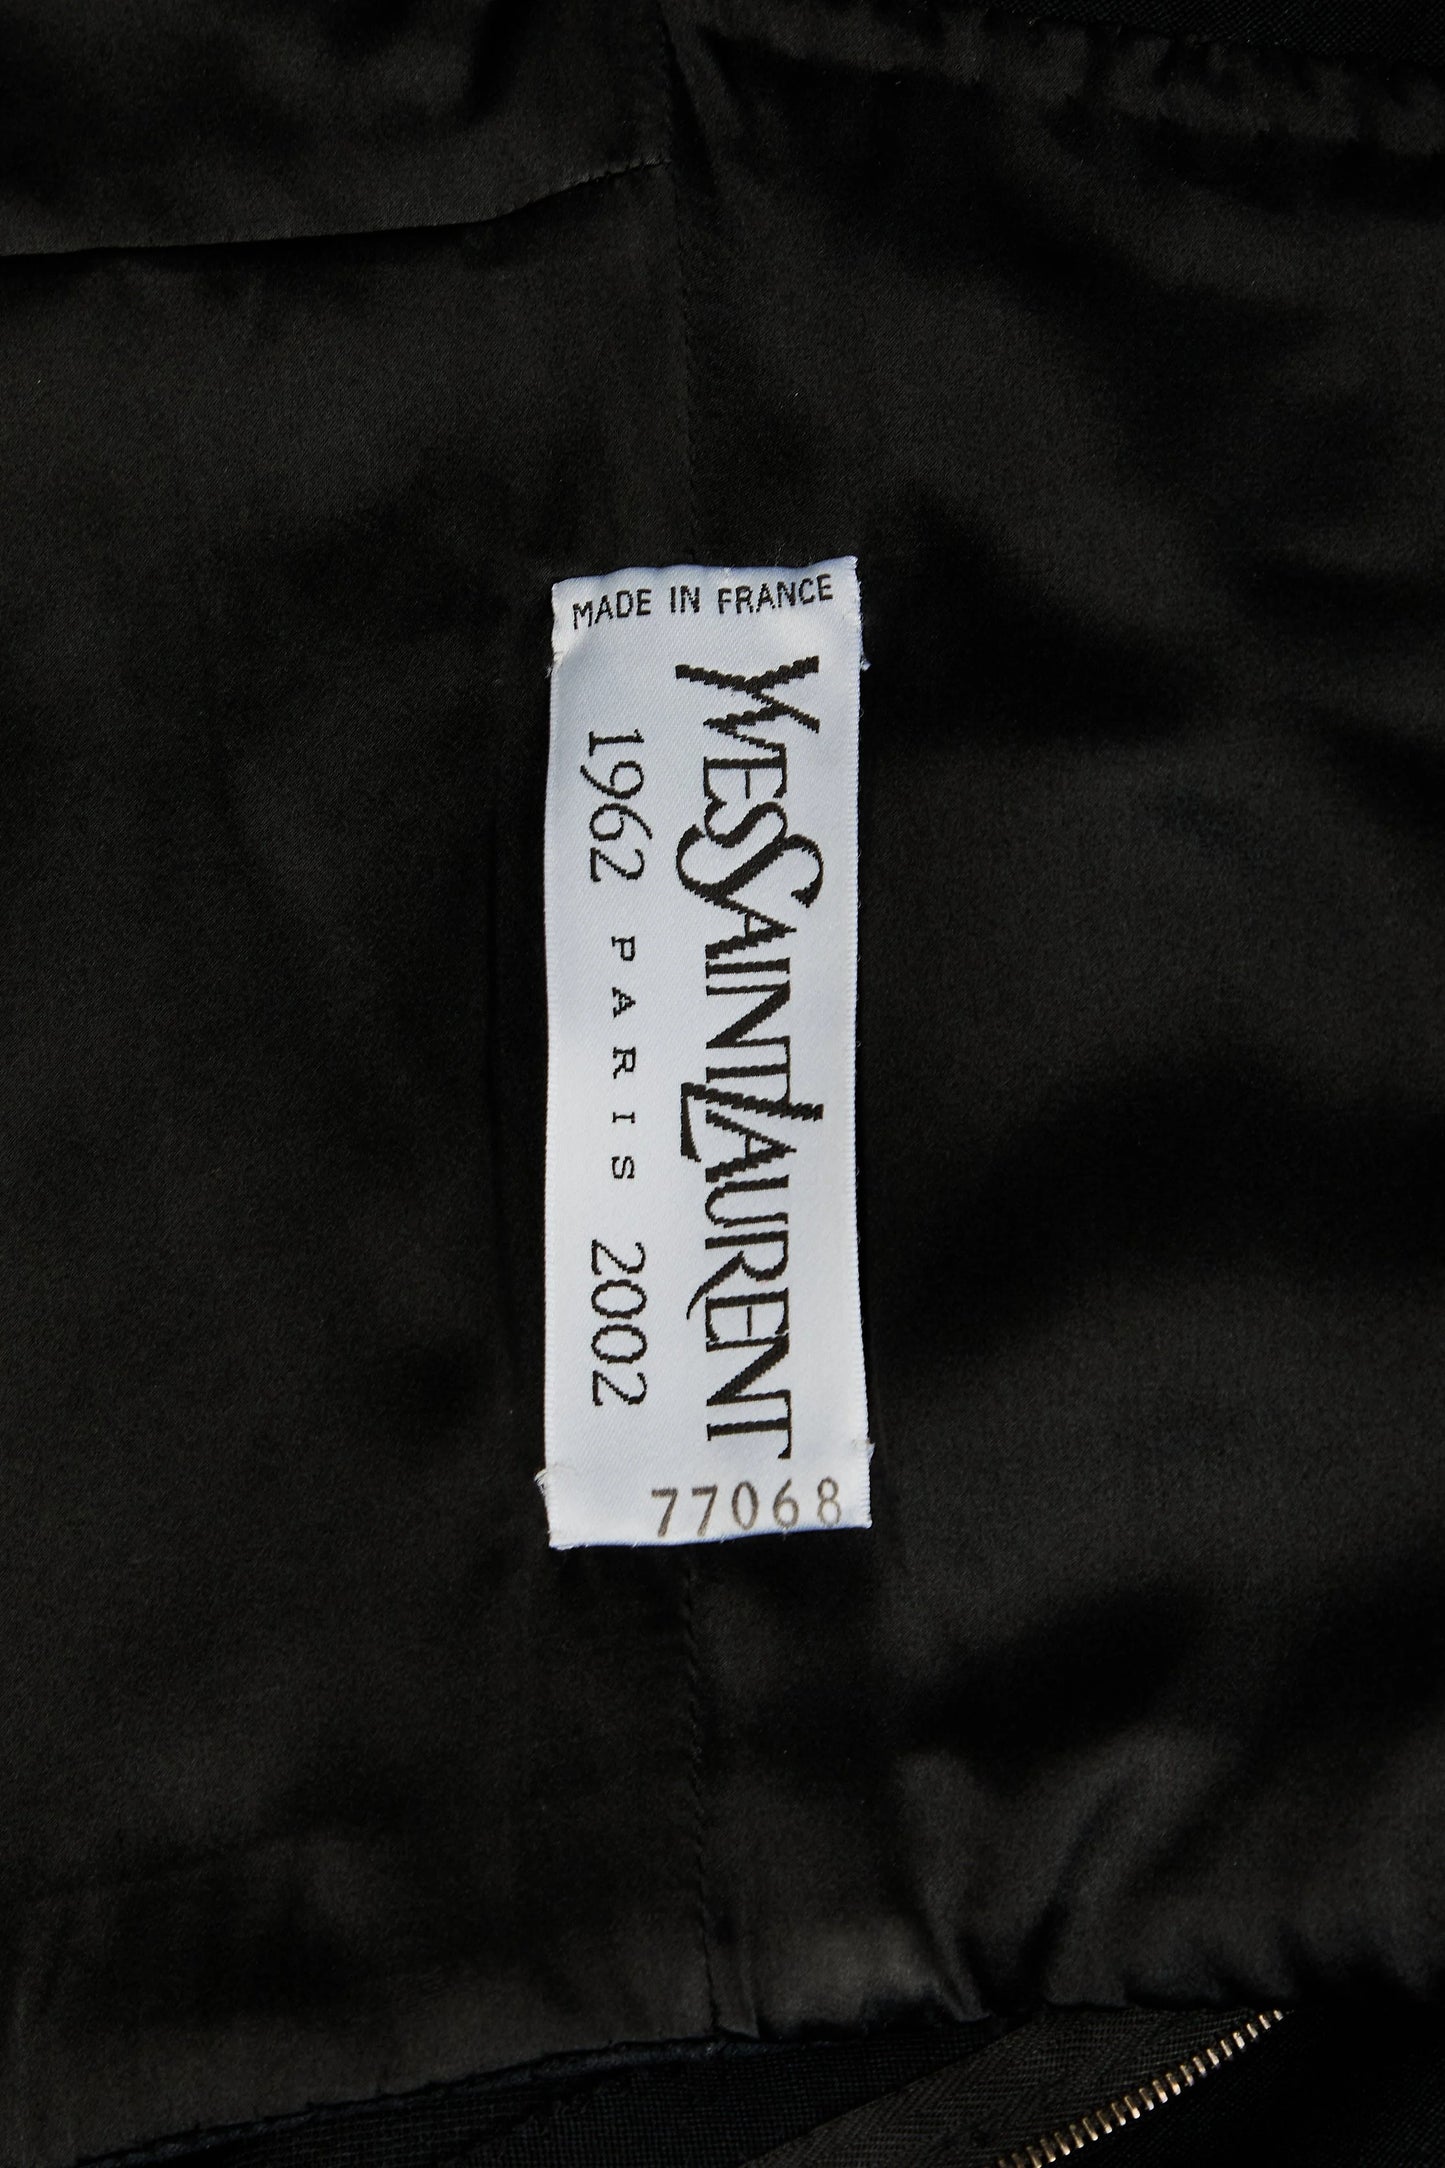 MADE IN FRANCE
YVESSAINTLAURENT
1962 PARIS 2002
77068